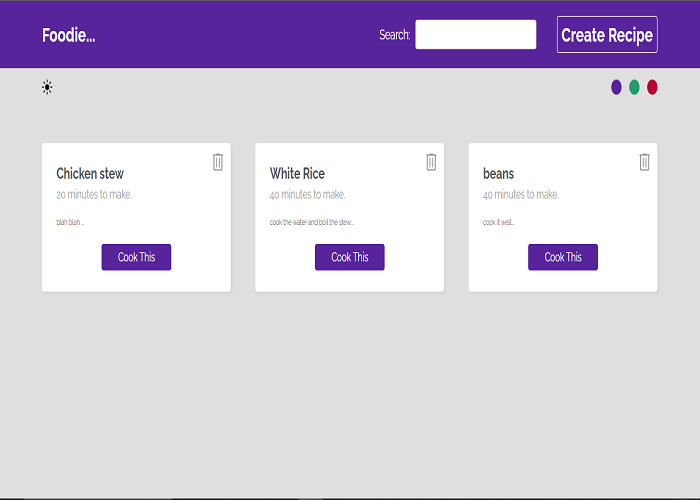 Foodie...
Search:
Create Recipe
Chicken stew
20 minutes to make.
blah blah ...
Cook This
White Rice
40 minutes to make.
cook the water and boil the stew...
Cook This
beans
40 minutes to make.
cook it well...
Cook This